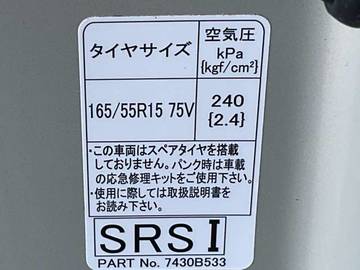 タイヤサイズ
空気圧
kPa
{kgf/cm²}
165/55R15 75V
240
{2.4}
・この車両はスペアタイヤを搭載
しておりません。パンク時は車載
の応急修理キットをご使用下さい。
・使用に際しては取扱説明書を
お読み下さい。
SRS I
PART No. 7430B533